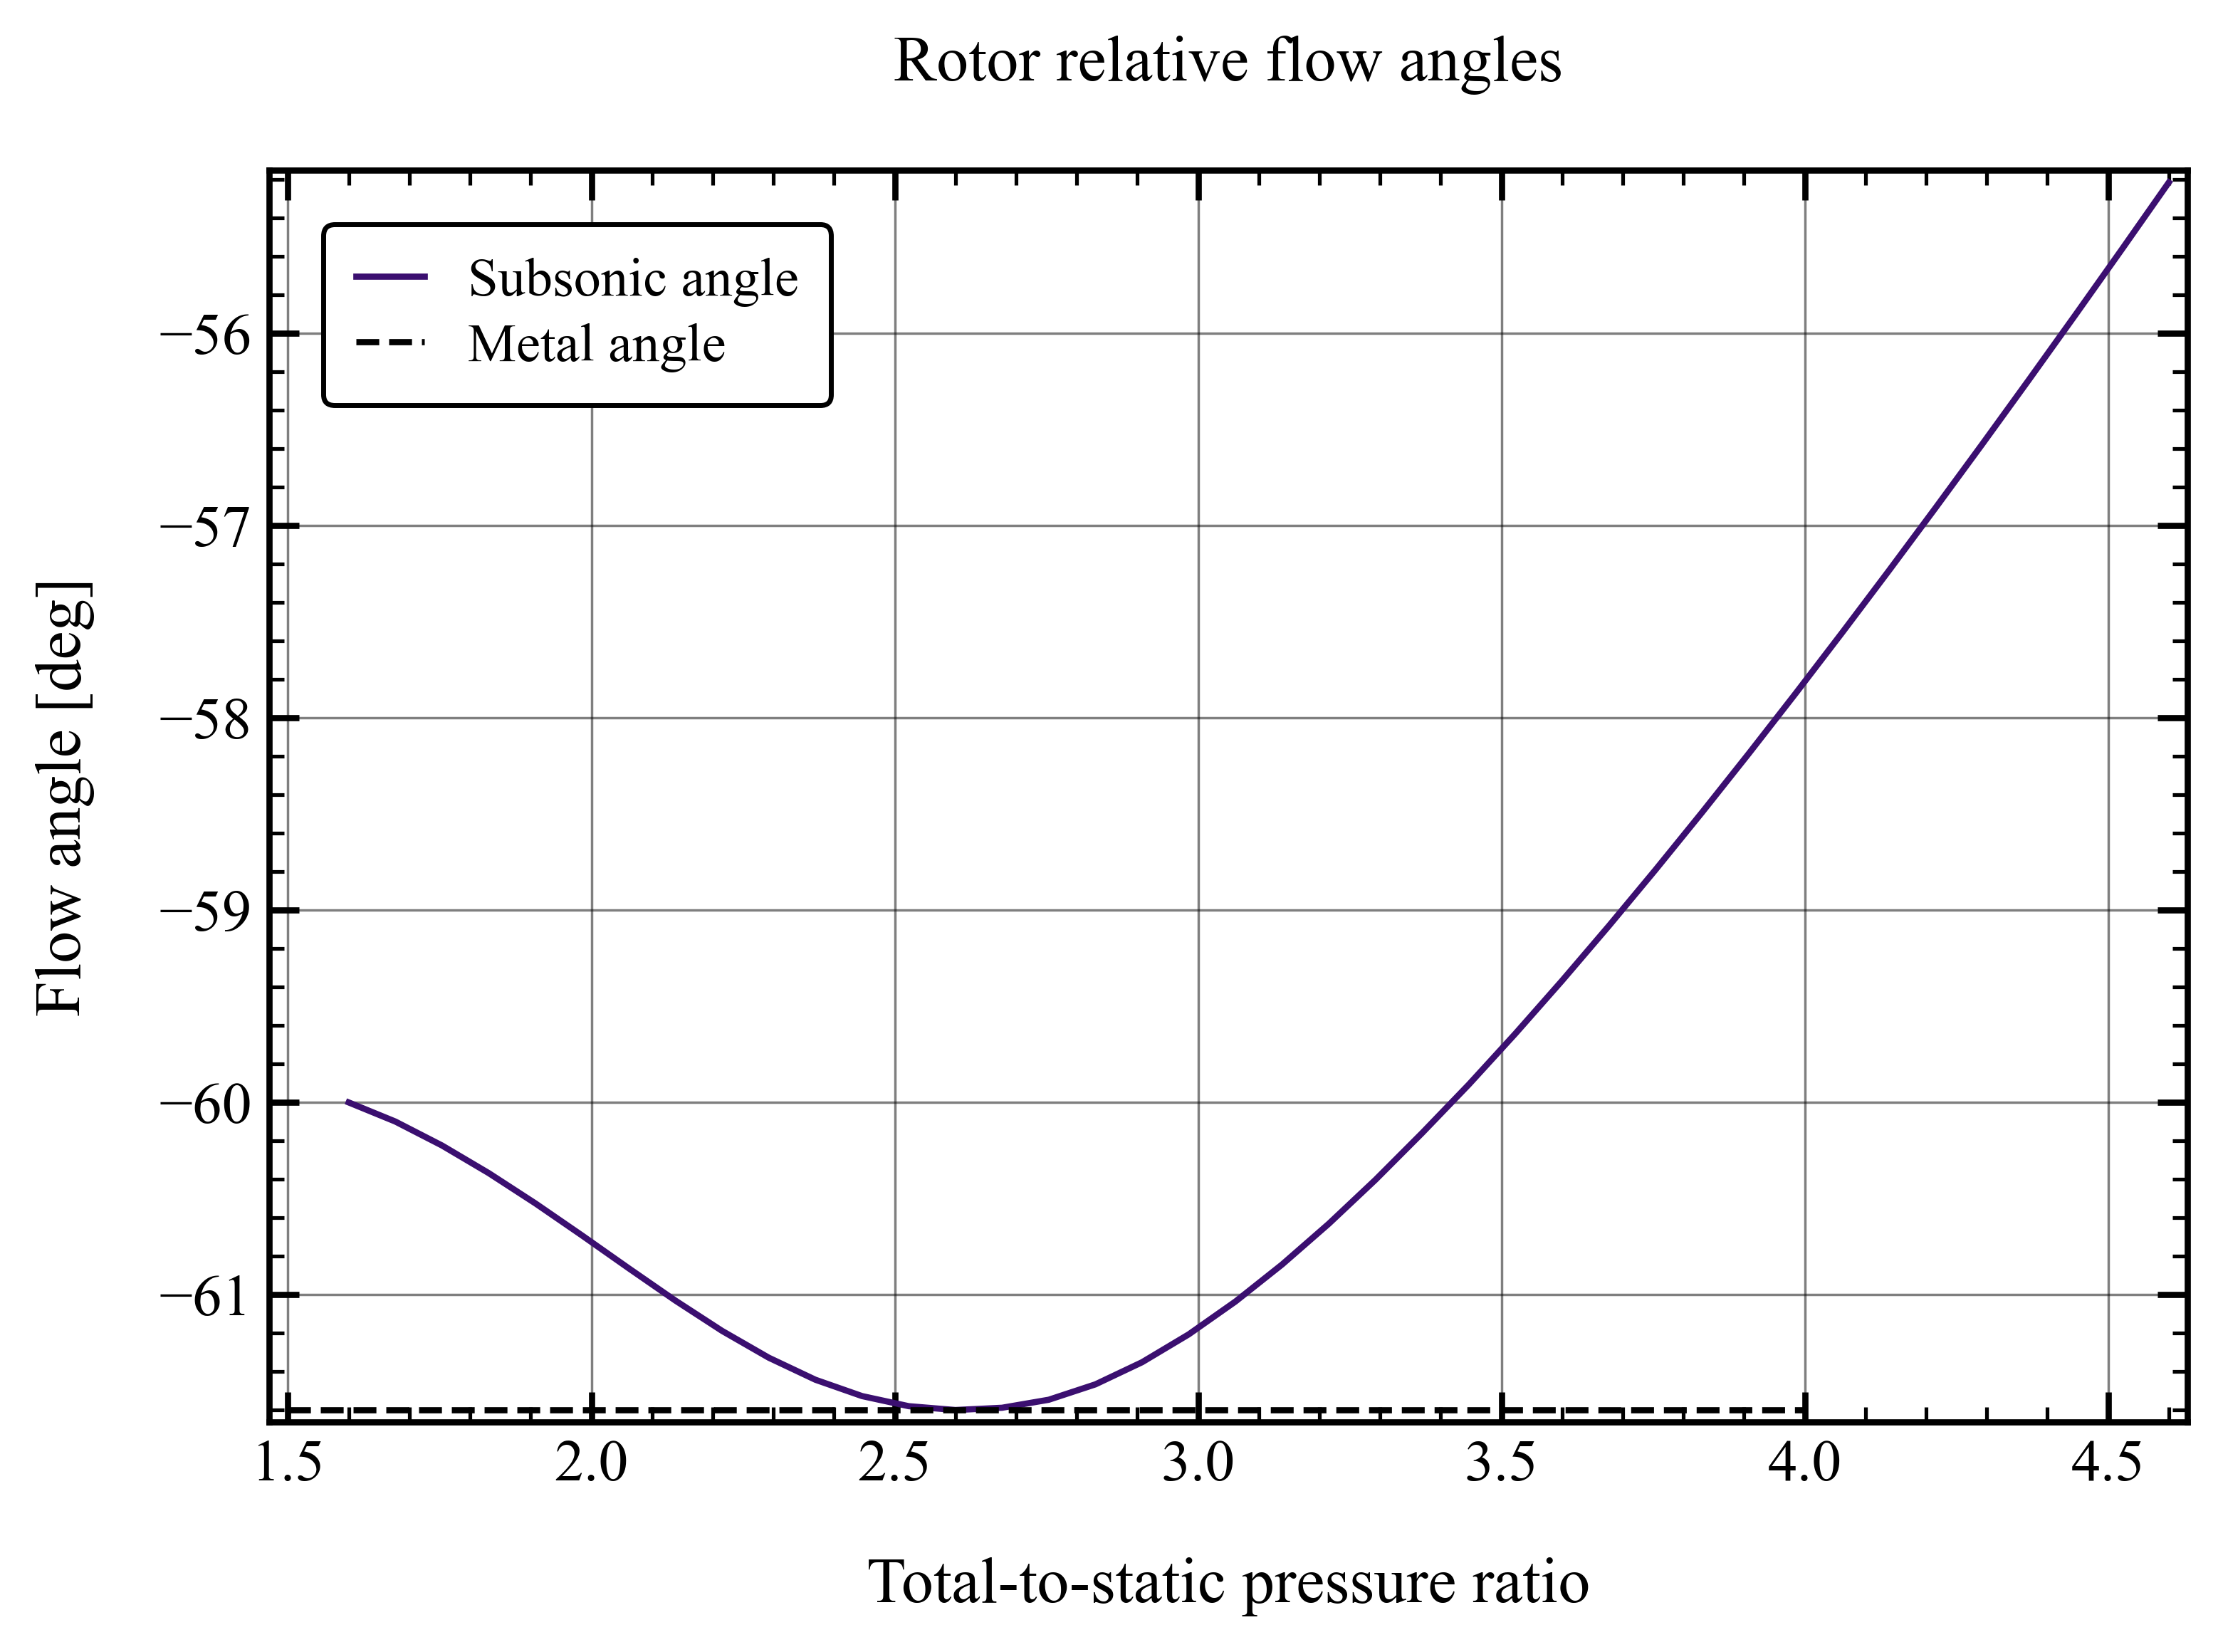 Rotor relative flow angles
Subsonic angle
Metal angle
Flow angle [deg]
−56
−57
−58
−59
−60
−61
1.5 2.0 2.5 3.0 3.5 4.0 4.5
Total-to-static pressure ratio